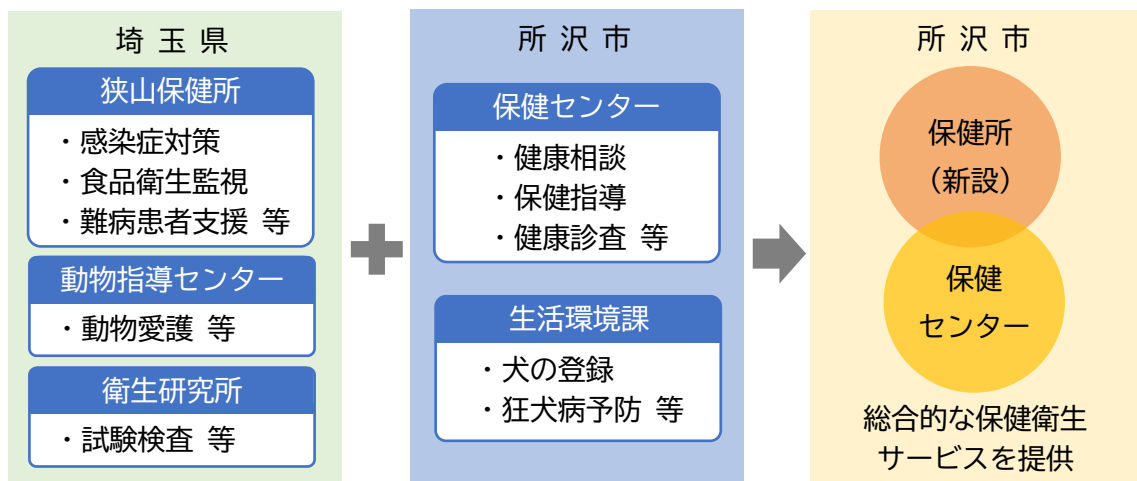 埼玉県
狭山保健所
・感染症対策
・食品衛生監視
・難病患者支援 等
動物指導センター
・動物愛護 等
衛生研究所
・試験検査 等
所沢市
保健センター
・健康相談
・保健指導
・健康診査 等
生活環境課
・犬の登録
・狂犬病予防 等
所沢市
保健所
（新設）
保健
センター
総合的な保健衛生
サービスを提供